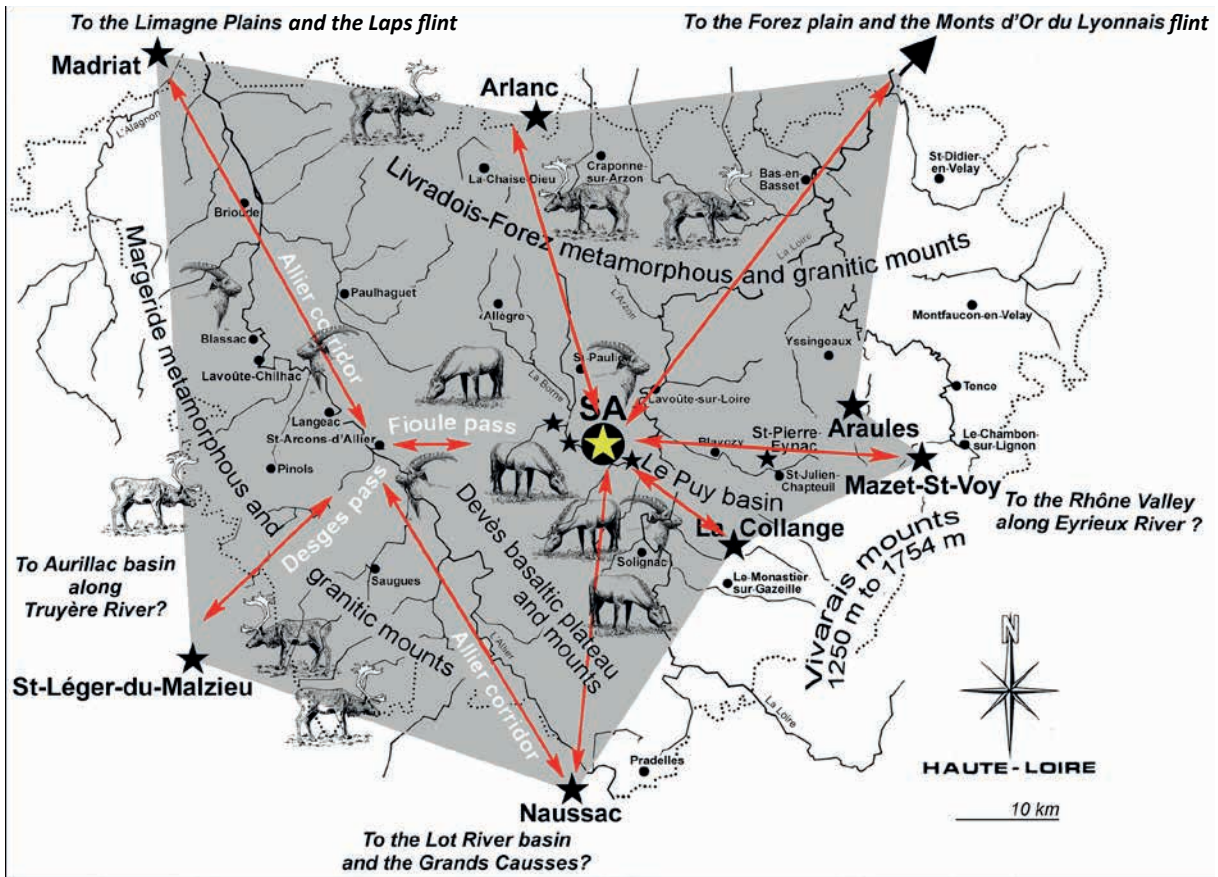 To the Limagne Plains and the Laps flint
To the Forez plain and the Monts d'Or du Lyonnais flint
Madriat
Arlanc
L'Alagnon
La-Chaise-Dieu
Craponne-
sur-Arzon
Bas-en-
Basset
St-Didier
en-Velay
Brioude
Livradois-Forez metamorphous and granitic mounts
La Loire
Margeride metamorphous and
granitic mounts
Allier corridor
Paulhaguet
Allègre
L'Arzon
Montfaucon-en-Velay
Blassac
Lavoûte-Chilhac
St-Paulien
Yssingeaux
La Borne
Lavoûte-sur-Loire
Tence
SA
Langeac
Fioule pass
Araules
St-Arcons-d'Allier
Blavozy
St-Pierre-
Eynac
Le-Chambon-
sur-Lignon
Pinols
Le Puy basin
St-Julien-
Chapteuil
Mazet-St-Voy
Desges pass
Devés basaltic plateau
and mounts
La Collange
To the Rhône Valley
along Eyrieux River ?
To Aurillac basin
along
Truyère River?
Saugues
Solignac
Le-Monastier
sur-Gazeille
Vivarais mounts
1250 m to 1754 m
L'Allier
Allier corridor
St-Léger-du-Malzieu
N
La Loire
Pradelles
HAUTE-LOIRE
Naussac
10 km
To the Lot River basin
and the Grands Causses?